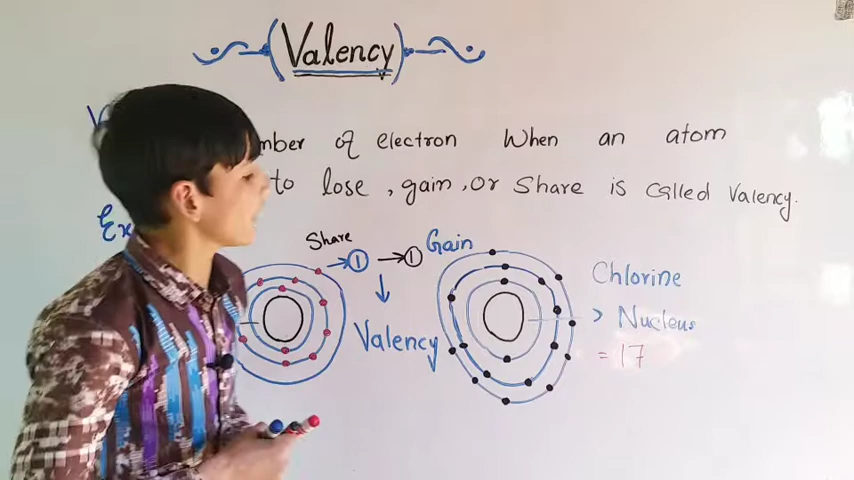 Valency
of electron When an atom
to lose, gain, or Share is called Valency.
Share → 1 → 1 Gain
Valency
Chlorine
> Nucleus
= 17